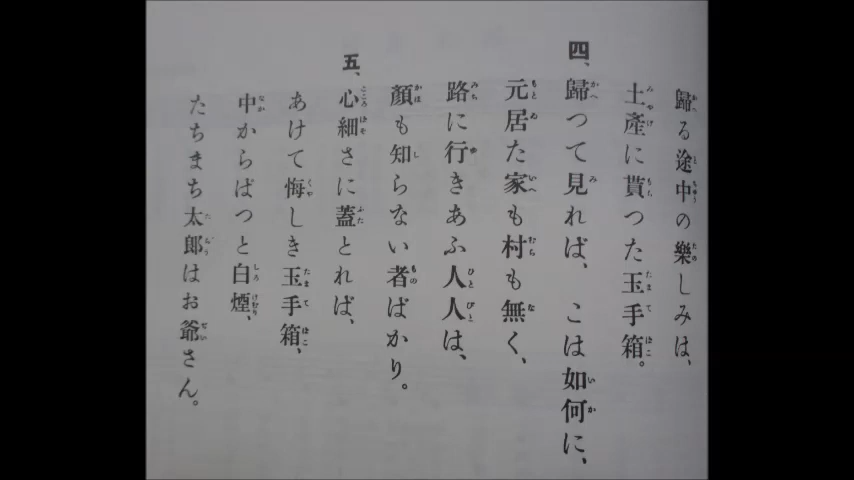 歸る途中の樂しみは、
土產に貰つた玉手箱。
四、歸つて見れば、こは如何に、
元居た家も村も無く、
路に行きあふ人人は、
顏も知らない者ばかり。
五、心細さに蓋とれば、
あけて悔しき玉手箱、
中からぱつと白煙、
たちまち太郎はお爺さん。